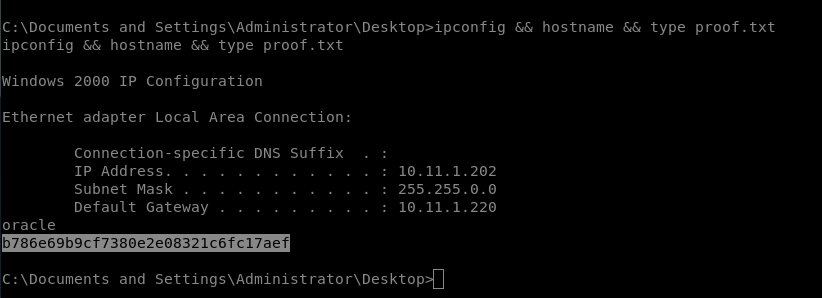 C:\Documents and Settings\Administrator\Desktop>ipconfig && hostname && type proof.txt
ipconfig && hostname && type proof.txt
Windows 2000 IP Configuration
Ethernet adapter Local Area Connection:
Connection-specific DNS Suffix  . :
IP Address. . . . . . . . . . . . : 10.11.1.202
Subnet Mask . . . . . . . . . . . : 255.255.0.0
Default Gateway . . . . . . . . . : 10.11.1.220
oracle
b786e69b9cf7380e2e08321c6fc17aef
C:\Documents and Settings\Administrator\Desktop>